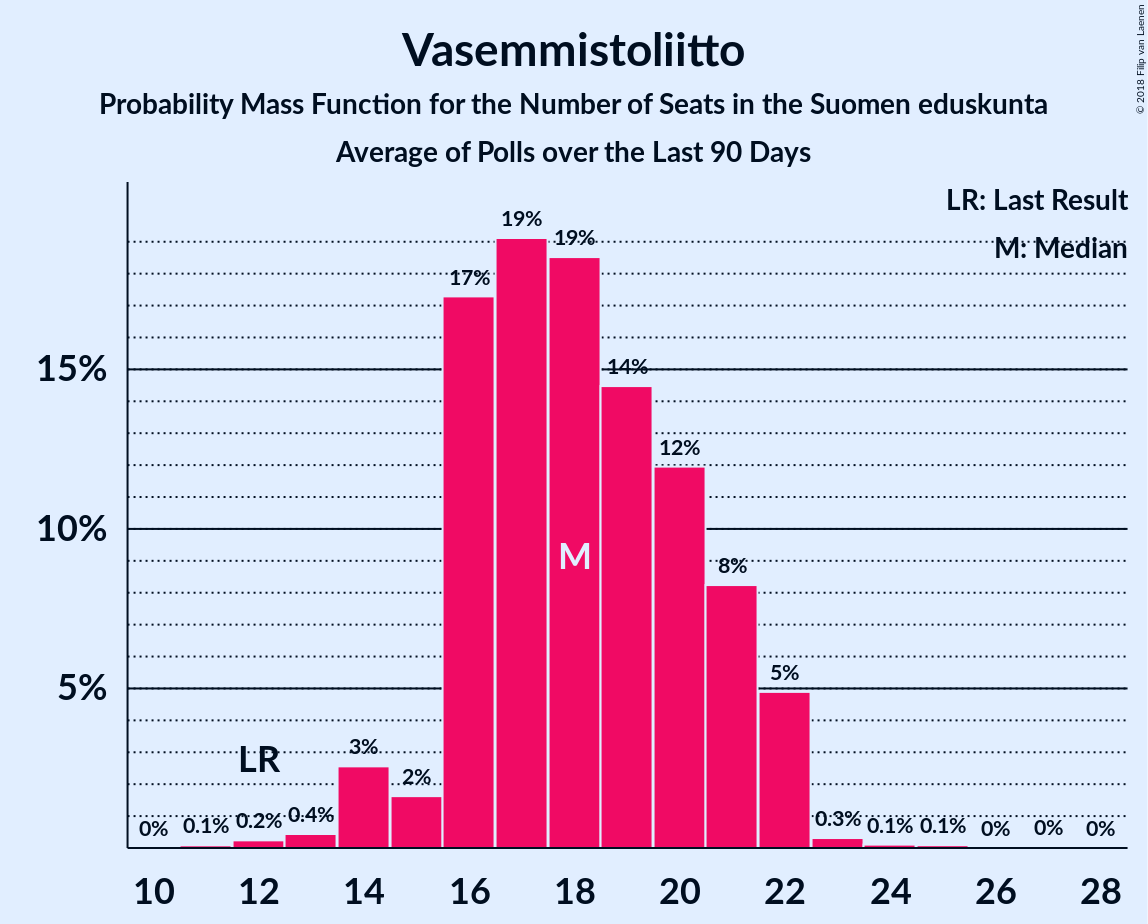 Vasemmistoliitto
Probability Mass Function for the Number of Seats in the Suomen eduskunta
Average of Polls over the Last 90 Days
© 2018 Filip van Laenen
LR: Last Result
M: Median
19%
19%
17%
15%
14%
12%
10%
M
8%
5%
5%
LR
3%
2%
0%
0.1%
0.2%
0.4%
0.3%
0.1%
0.1%
0%
0%
0%
10 12 14 16 18 20 22 24 26 28